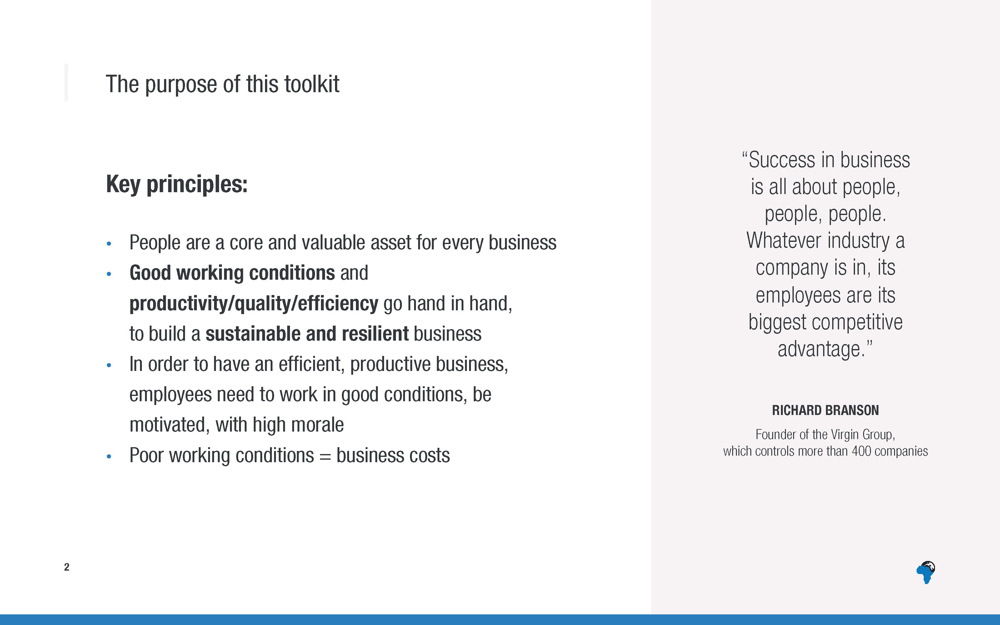 The purpose of this toolkit
Key principles:
• People are a core and valuable asset for every business
• Good working conditions and
productivity/quality/efficiency go hand in hand,
to build a sustainable and resilient business
• In order to have an efficient, productive business,
employees need to work in good conditions, be
motivated, with high morale
• Poor working conditions = business costs
“Success in business
is all about people,
people, people.
Whatever industry a
company is in, its
employees are its
biggest competitive
advantage.”
RICHARD BRANSON
Founder of the Virgin Group,
which controls more than 400 companies
2